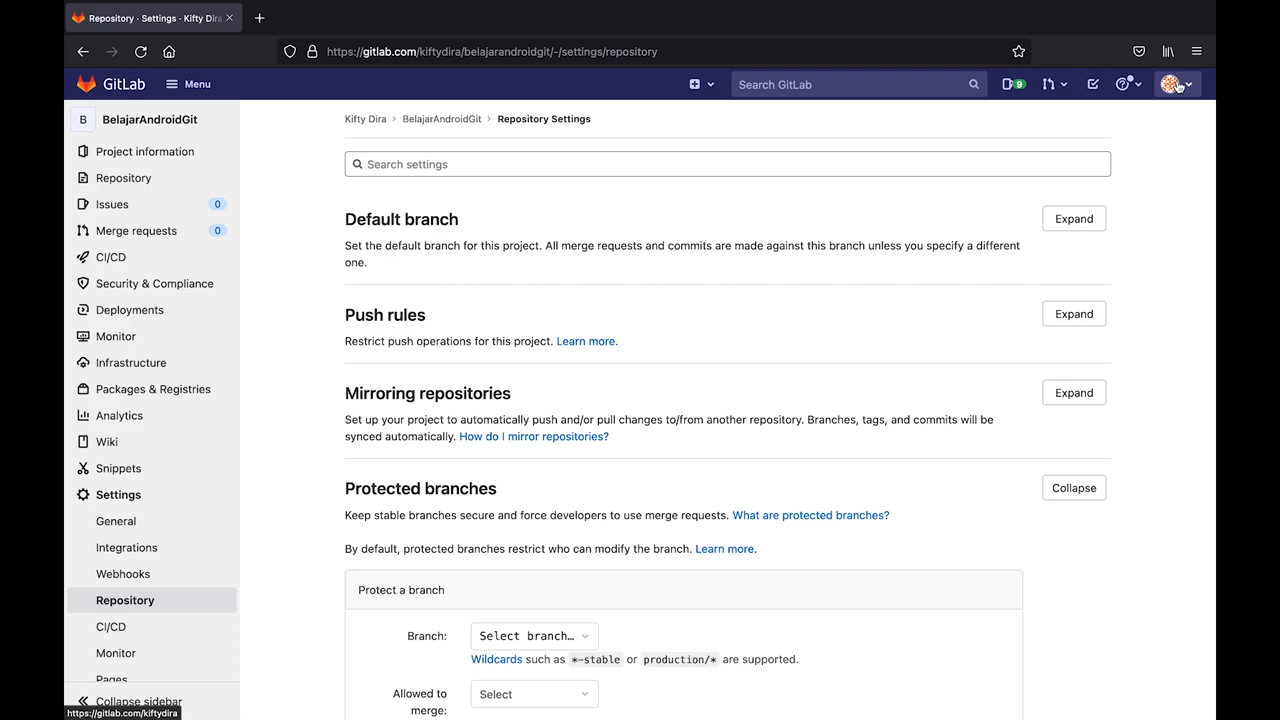 Repository · Settings · Kifty Dira
https://gitlab.com/kiftydira/belajarandroidgit/-/settings/repository
GitLab
Menu
Search GitLab
9
B
BelajarAndroidGit
Project information
Repository
Issues
0
Merge requests
0
CI/CD
Security & Compliance
Deployments
Monitor
Infrastructure
Packages & Registries
Analytics
Wiki
Snippets
Settings
General
Integrations
Webhooks
Repository
CI/CD
Monitor
Pages
Collapse sidebar
https://gitlab.com/kiftydira
Kifty Dira › BelajarAndroidGit › Repository Settings
Search settings
Default branch
Expand
Set the default branch for this project. All merge requests and commits are made against this branch unless you specify a different
one.
Push rules
Expand
Restrict push operations for this project. Learn more.
Mirroring repositories
Expand
Set up your project to automatically push and/or pull changes to/from another repository. Branches, tags, and commits will be
synced automatically. How do I mirror repositories?
Protected branches
Collapse
Keep stable branches secure and force developers to use merge requests. What are protected branches?
By default, protected branches restrict who can modify the branch. Learn more.
Protect a branch
Branch:
Select branch…
Wildcards such as *-stable or production/* are supported.
Allowed to
merge:
Select